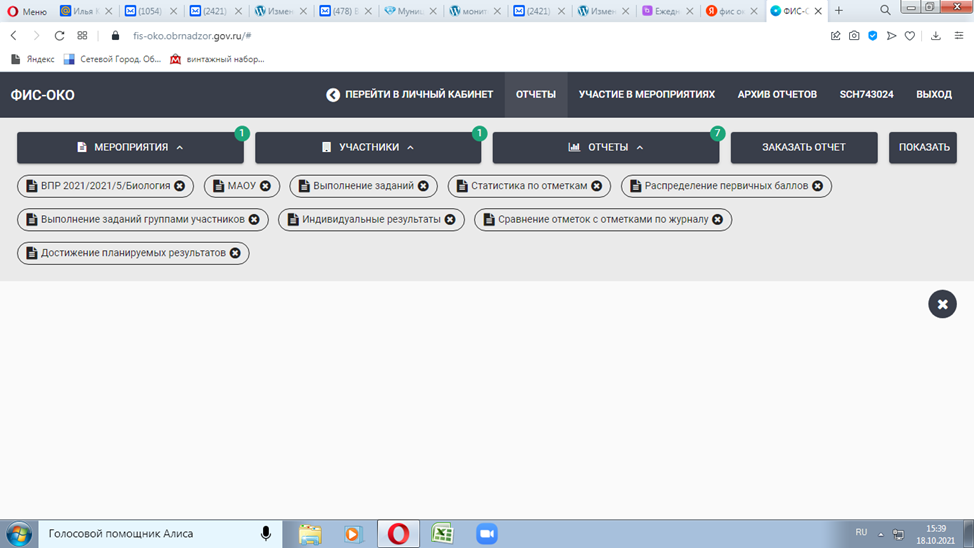 Меню
Илья К
(1054)
(2421)
Измен
(478) В
Муниц
монит
(2421)
Измен
Ежедн
фис ок
ФИС-О
fis-oko.obrnadzor.gov.ru/#
Яндекс Сетевой Город. Об... винтажный набор...
ФИС-ОКО ПЕРЕЙТИ В ЛИЧНЫЙ КАБИНЕТ ОТЧЕТЫ УЧАСТИЕ В МЕРОПРИЯТИЯХ АРХИВ ОТЧЕТОВ SCH743024 ВЫХОД
МЕРОПРИЯТИЯ 1 УЧАСТНИКИ 1 ОТЧЕТЫ 7 ЗАКАЗАТЬ ОТЧЕТ ПОКАЗАТЬ
ВПР 2021/2021/5/Биология МАОУ Выполнение заданий Статистика по отметкам Распределение первичных баллов
Выполнение заданий группами участников Индивидуальные результаты Сравнение отметок с отметками по журналу
Достижение планируемых результатов
Голосовой помощник Алиса
RU
15:39
18.10.2021